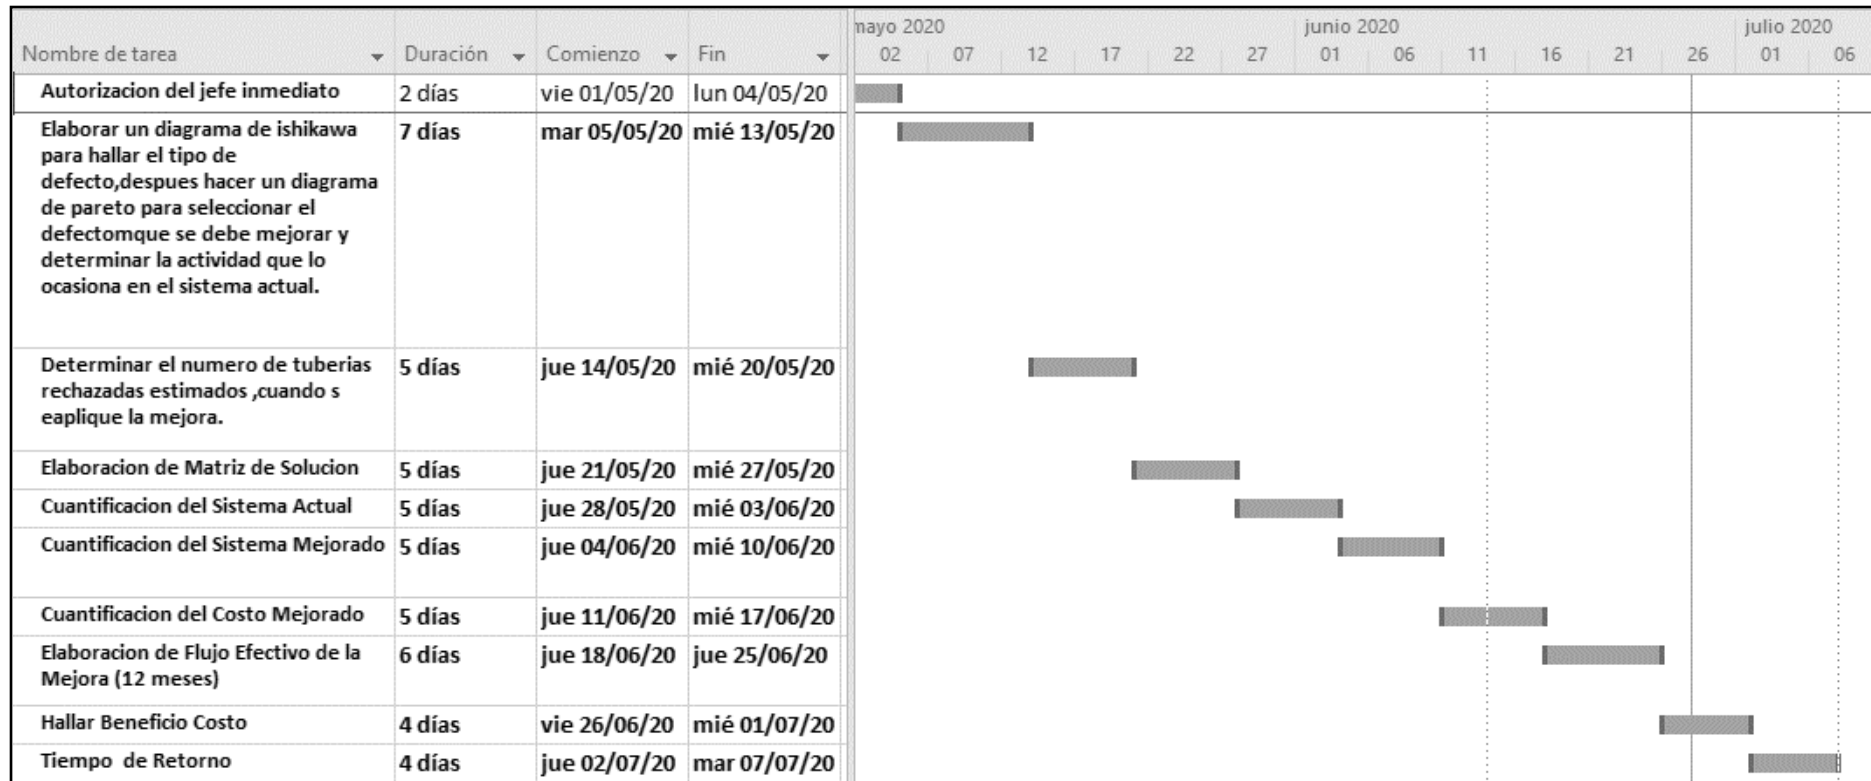 mayo 2020 junio 2020 julio 2020
Nombre de tarea Duración Comienzo Fin 02 07 12 17 22 27 01 06 11 16 21 26 01 06
Autorizacion del jefe inmediato 2 días vie 01/05/20 lun 04/05/20
Elaborar un diagrama de ishikawa 7 días mar 05/05/20 mié 13/05/20
para hallar el tipo de
defecto,despues hacer un diagrama
de pareto para seleccionar el
defectomque se debe mejorar y
determinar la actividad que lo
ocasiona en el sistema actual.
Determinar el numero de tuberias 5 días jue 14/05/20 mié 20/05/20
rechazadas estimados ,cuando s
eaplique la mejora.
Elaboracion de Matriz de Solucion 5 días jue 21/05/20 mié 27/05/20
Cuantificacion del Sistema Actual 5 días jue 28/05/20 mié 03/06/20
Cuantificacion del Sistema Mejorado 5 días jue 04/06/20 mié 10/06/20
Cuantificacion del Costo Mejorado 5 días jue 11/06/20 mié 17/06/20
Elaboracion de Flujo Efectivo de la 6 días jue 18/06/20 jue 25/06/20
Mejora (12 meses)
Hallar Beneficio Costo 4 días vie 26/06/20 mié 01/07/20
Tiempo de Retorno 4 días jue 02/07/20 mar 07/07/20